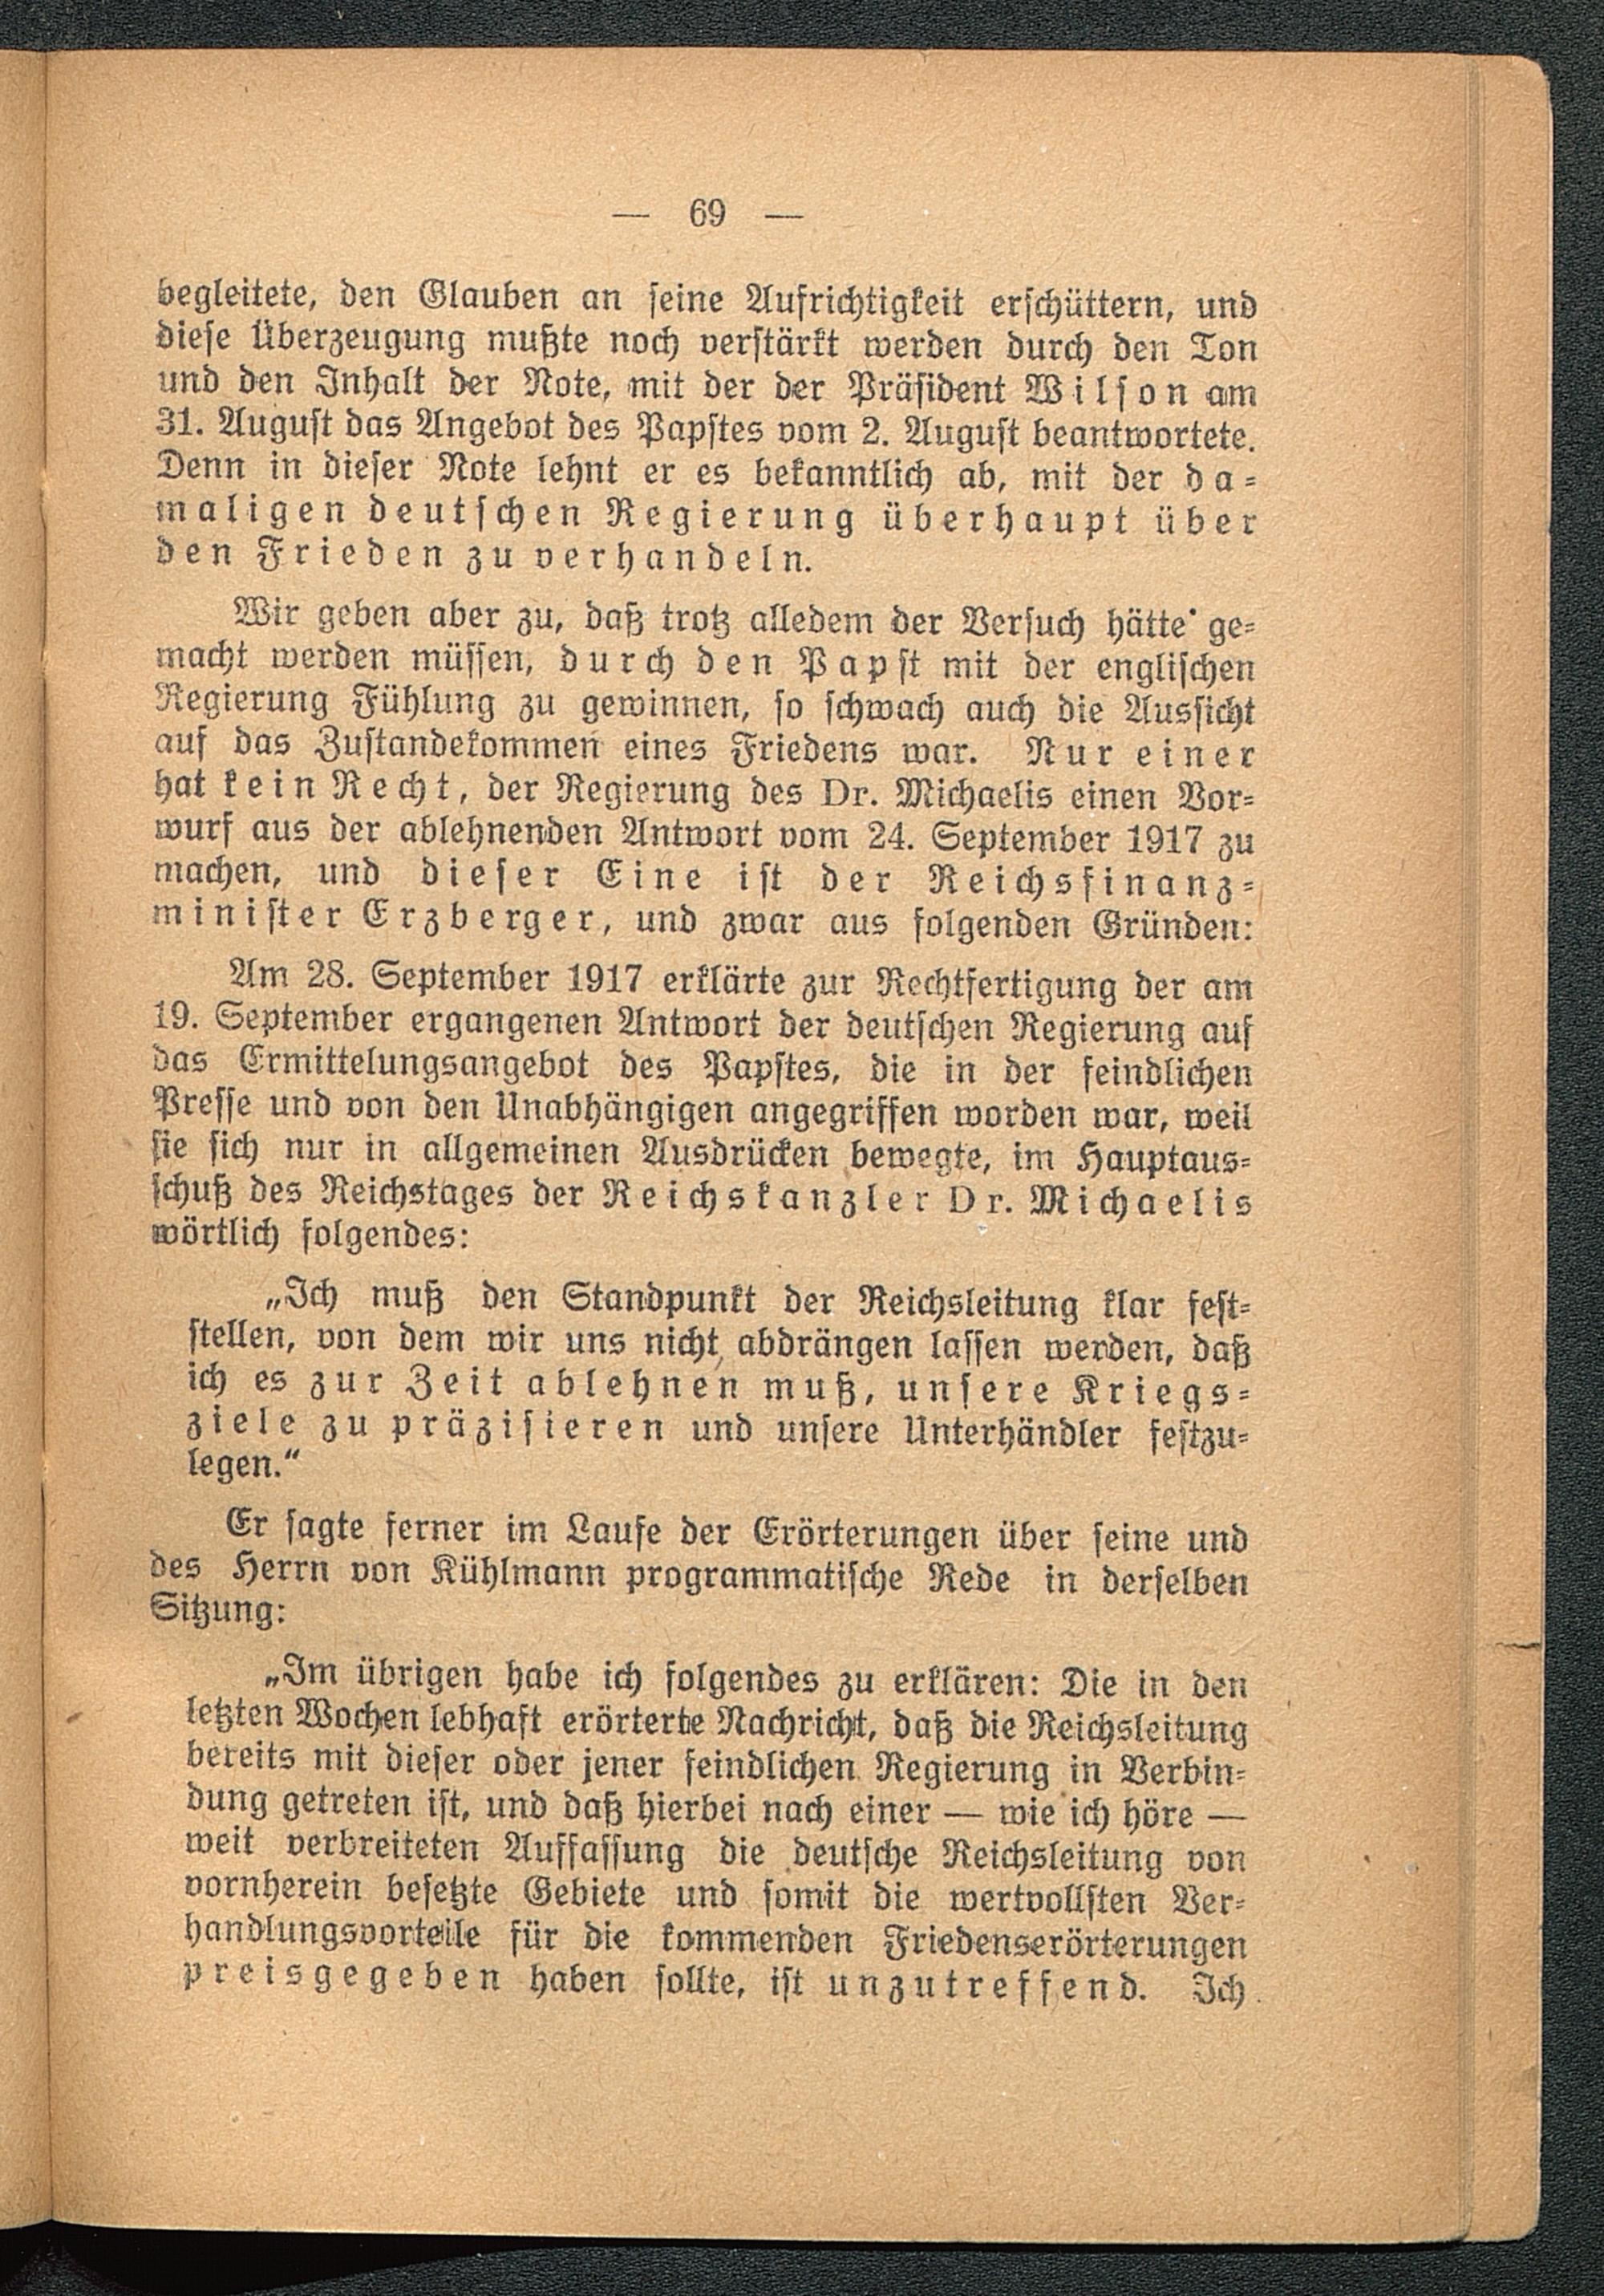 — 69 —
begleitete, den Glauben an seine Aufrichtigkeit erschüttern, und
diese Überzeugung mußte noch verstärkt werden durch den Ton
und den Inhalt der Note, mit der der Präsident Wilson am
31. August das Angebot des Papstes vom 2. August beantwortete.
Denn in dieser Note lehnt er es bekanntlich ab, mit der da-
maligen deutschen Regierung überhaupt über
den Frieden zu verhandeln.
Wir geben aber zu, daß trotz alledem der Versuch hätte ge-
macht werden müssen, durch den Papst mit der englischen
Regierung Fühlung zu gewinnen, so schwach auch die Aussicht
auf das Zustandekommen eines Friedens war. Nur einer
hat kein Recht, der Regierung des Dr. Michaelis einen Vor-
wurf aus der ablehnenden Antwort vom 24. September 1917 zu
machen, und dieser Eine ist der Reichsfinanz-
minister Erzberger, und zwar aus folgenden Gründen:
Am 28. September 1917 erklärte zur Rechtfertigung der am
19. September ergangenen Antwort der deutschen Regierung auf
das Ermittelungsangebot des Papstes, die in der feindlichen
Presse und von den Unabhängigen angegriffen worden war, weil
sie sich nur in allgemeinen Ausdrücken bewegte, im Hauptaus-
schuß des Reichstages der Reichskanzler Dr. Michaelis
wörtlich folgendes:
„Ich muß den Standpunkt der Reichsleitung klar fest-
stellen, von dem wir uns nicht abdrängen lassen werden, daß
ich es zur Zeit ablehnen muß, unsere Kriegs-
ziele zu präzisieren und unsere Unterhändler festzu-
legen.“
Er sagte ferner im Laufe der Erörterungen über seine und
des Herrn von Kühlmann programmatische Rede in derselben
Sitzung:
„Im übrigen habe ich folgendes zu erklären: Die in den
letzten Wochen lebhaft erörterte Nachricht, daß die Reichsleitung
bereits mit dieser oder jener feindlichen Regierung in Verbin-
dung getreten ist, und daß hierbei nach einer — wie ich höre —
weit verbreiteten Auffassung die deutsche Reichsleitung von
vornherein besetzte Gebiete und somit die wertvollsten Ver-
handlungsvorteile für die kommenden Friedenserörterungen
preisgegeben haben sollte, ist unzutreffend. Ich